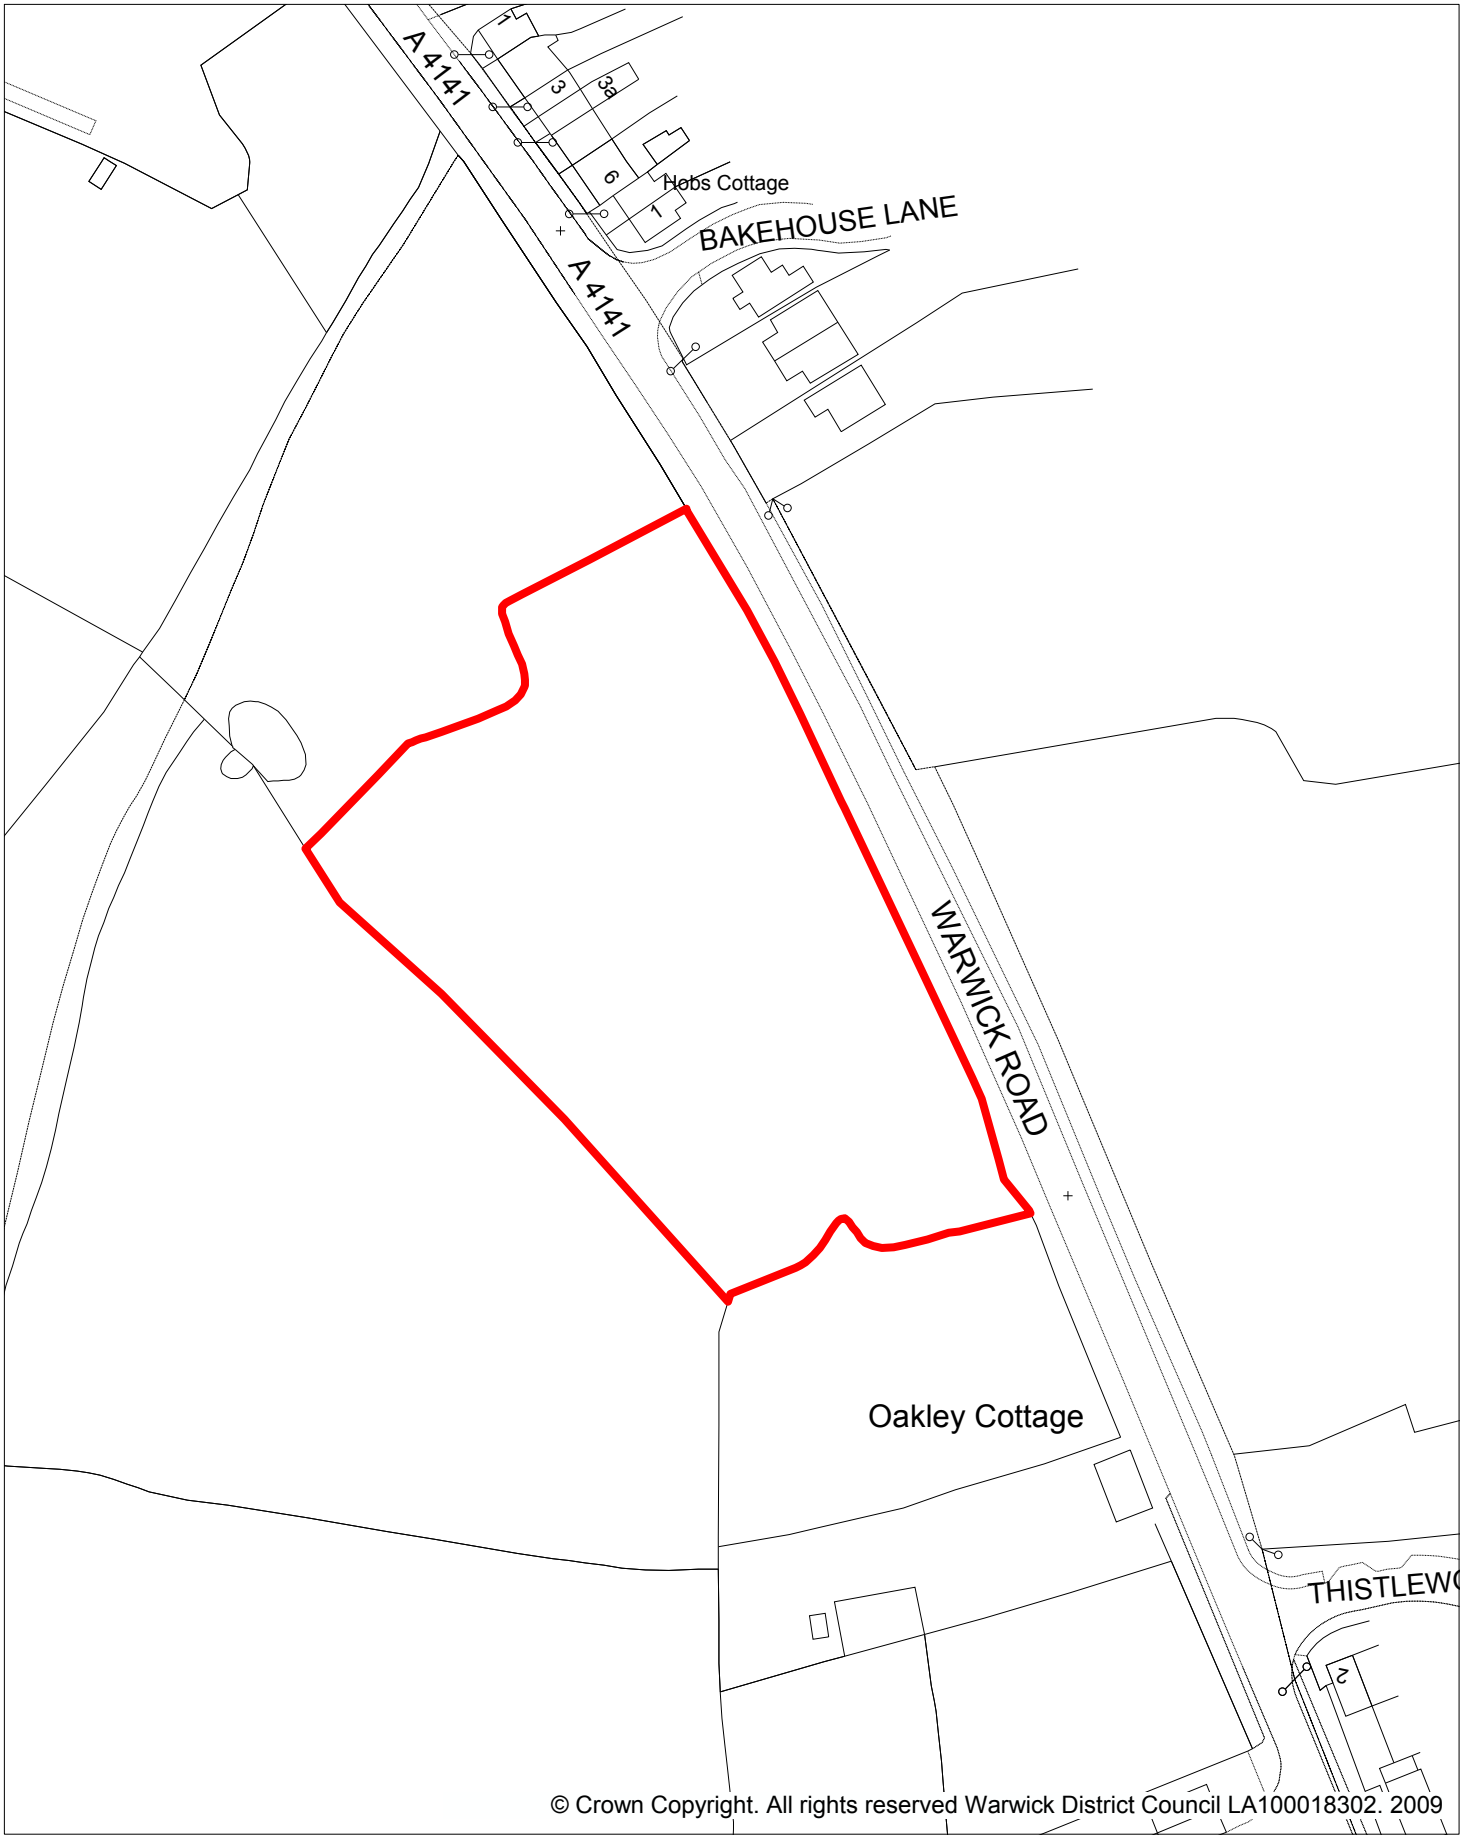 A 4141
1
3
3a
6
Hobs Cottage
1
BAKEHOUSE LANE
A 4141
WARWICK ROAD
Oakley Cottage
THISTLEWO
2
© Crown Copyright. All rights reserved Warwick District Council LA100018302. 2009